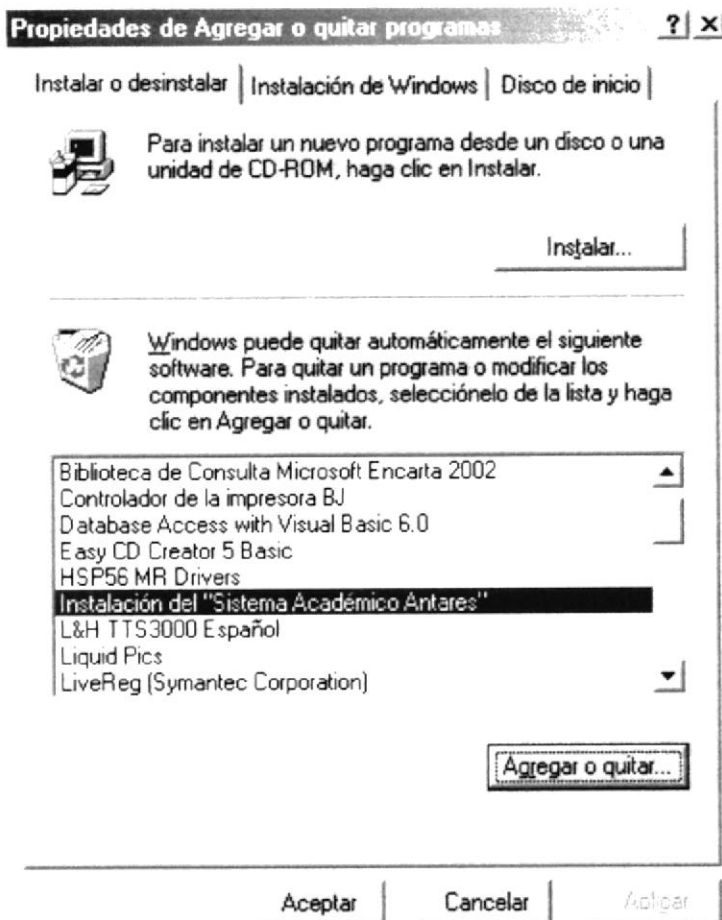 Propiedades de Agregar o quitar programas
Instalar o desinstalar
Instalación de Windows
Disco de inicio
Para instalar un nuevo programa desde un disco o una
unidad de CD-ROM, haga clic en Instalar.
Instalar...
Windows puede quitar automáticamente el siguiente
software. Para quitar un programa o modificar los
componentes instalados, selecciónelo de la lista y haga
clic en Agregar o quitar.
Biblioteca de Consulta Microsoft Encarta 2002
Controlador de la impresora BJ
Database Access with Visual Basic 6.0
Easy CD Creator 5 Basic
HSP56 MR Drivers
Instalación del "Sistema Académico Antares"
L&H TTS3000 Español
Liquid Pics
LiveReg (Symantec Corporation)
Agregar o quitar...
Aceptar
Cancelar
Aplicar